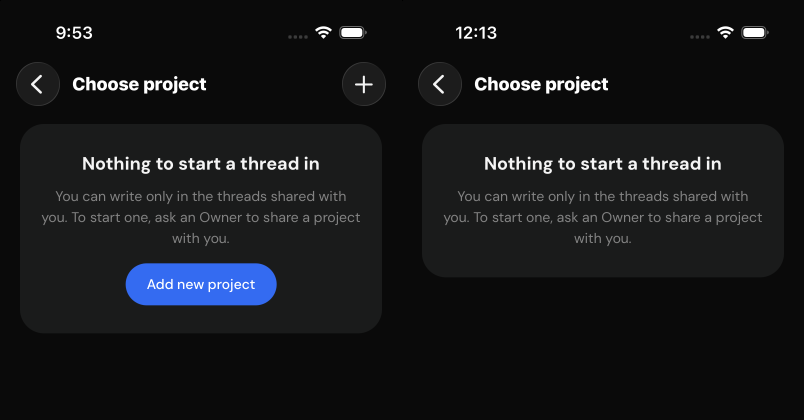 9:53
Choose project
Nothing to start a thread in
You can write only in the threads shared with
you. To start one, ask an Owner to share a project
with you.
Add new project
12:13
Choose project
Nothing to start a thread in
You can write only in the threads shared with
you. To start one, ask an Owner to share a project
with you.